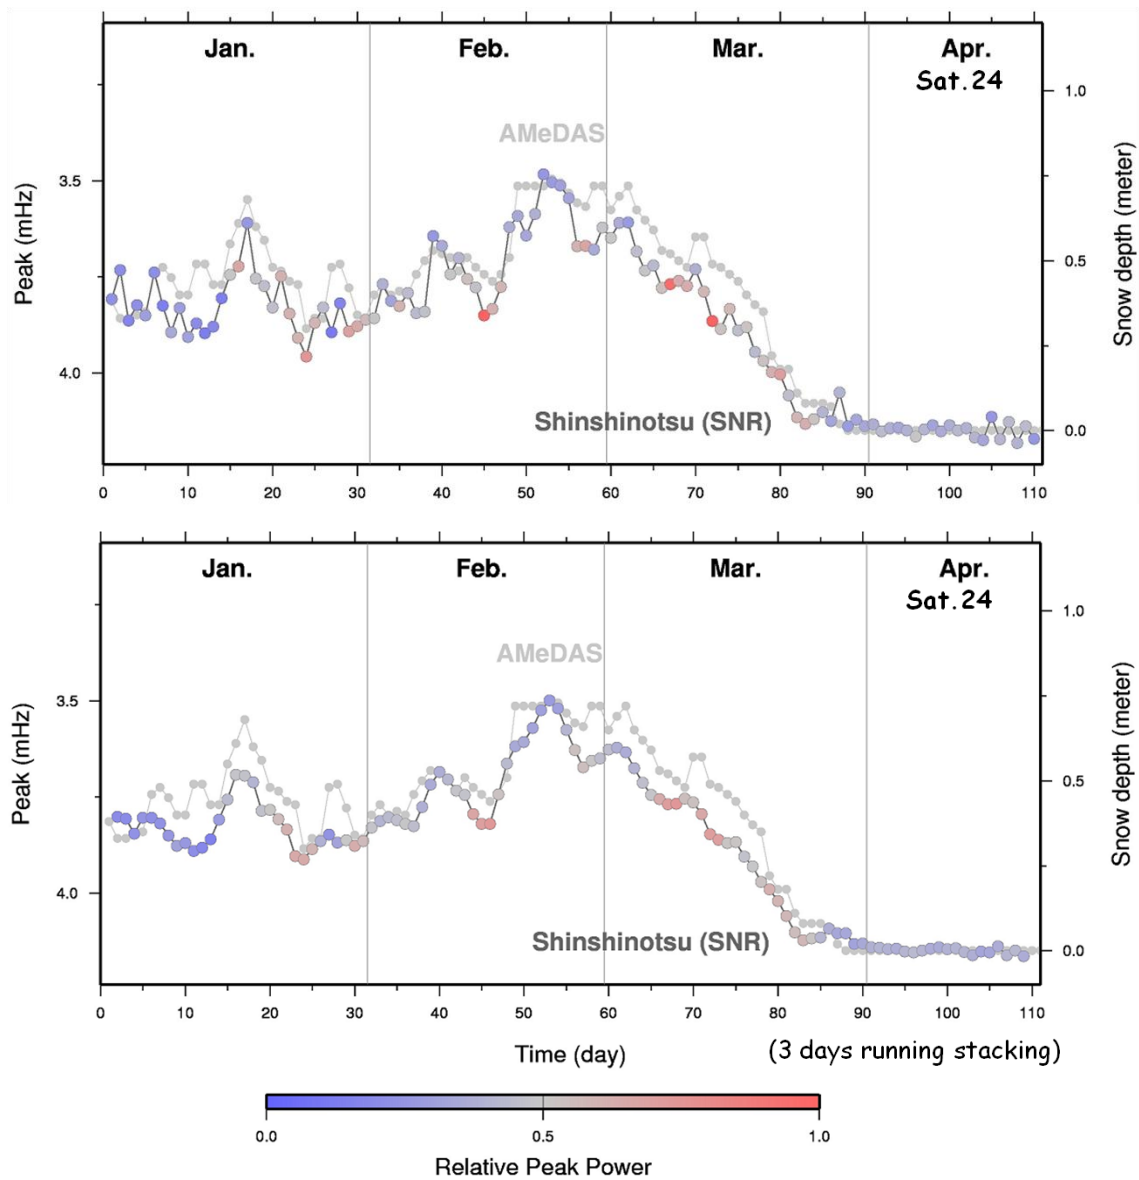 Jan. Feb. Mar. Apr.
Sat.24
1.0
AMeDAS
3.5
Peak (mHz)
Snow depth (meter)
0.5
4.0
Shinshinotsu (SNR)
0.0
0 10 20 30 40 50 60 70 80 90 100 110
Jan. Feb. Mar. Apr.
Sat.24
1.0
AMeDAS
3.5
Peak (mHz)
Snow depth (meter)
0.5
4.0
Shinshinotsu (SNR)
0.0
0 10 20 30 40 50 60 70 80 90 100 110
Time (day) (3 days running stacking)
0.0 0.5 1.0
Relative Peak Power